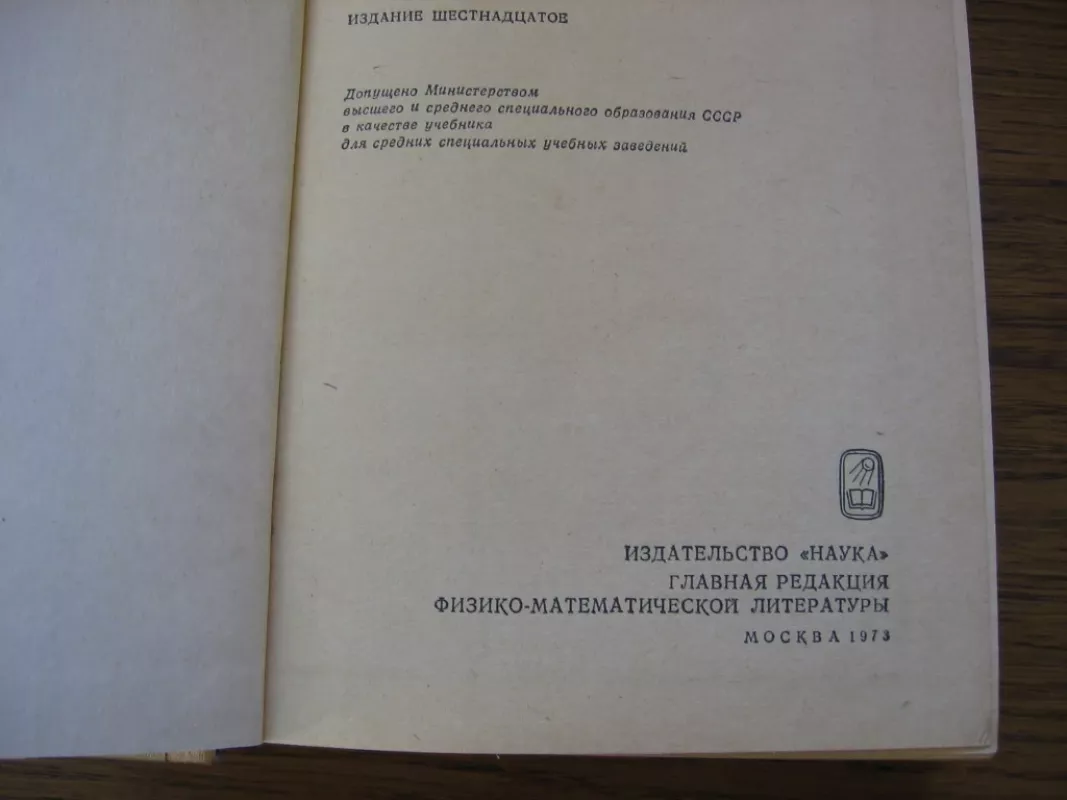 ИЗДАНИЕ ШЕСТНАДЦАТОЕ
Допущено Министерством
высшего и среднего специального образования СССР
в качестве учебника
для средних специальных учебных заведений
ИЗДАТЕЛЬСТВО «НАУКА»
ГЛАВНАЯ РЕДАКЦИЯ
ФИЗИКО-МАТЕМАТИЧЕСКОЙ ЛИТЕРАТУРЫ
МОСКВА 1973